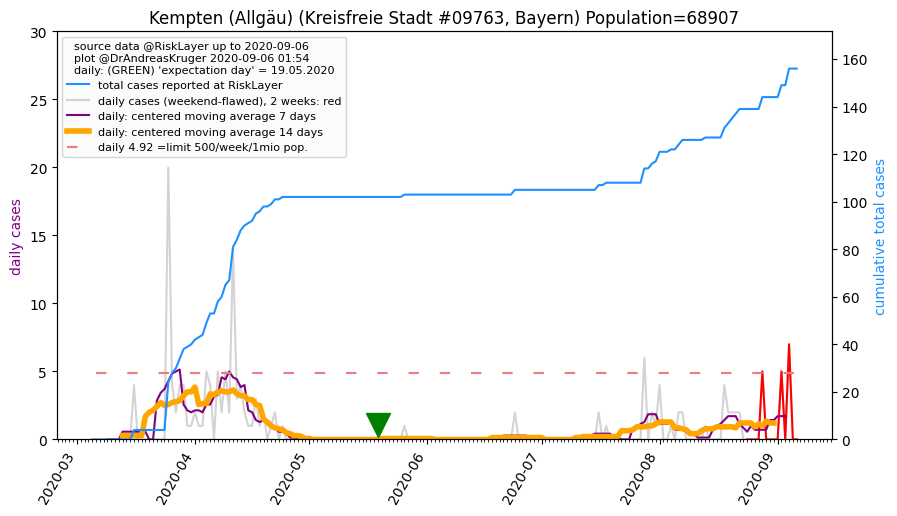 Kempten (Allgäu) (Kreisfreie Stadt #09763, Bayern) Population=68907
source data @RiskLayer up to 2020-09-06
plot @DrAndreasKruger 2020-09-06 01:54
daily: (GREEN) 'expectation day' = 19.05.2020
total cases reported at RiskLayer
daily cases (weekend-flawed), 2 weeks: red
daily: centered moving average 7 days
daily: centered moving average 14 days
daily 4.92 =limit 500/week/1mio pop.
daily cases
30
25
20
15
10
5
0
160
140
120
100
80
60
40
20
0
cumulative total cases
2020-03
2020-04
2020-05
2020-06
2020-07
2020-08
2020-09